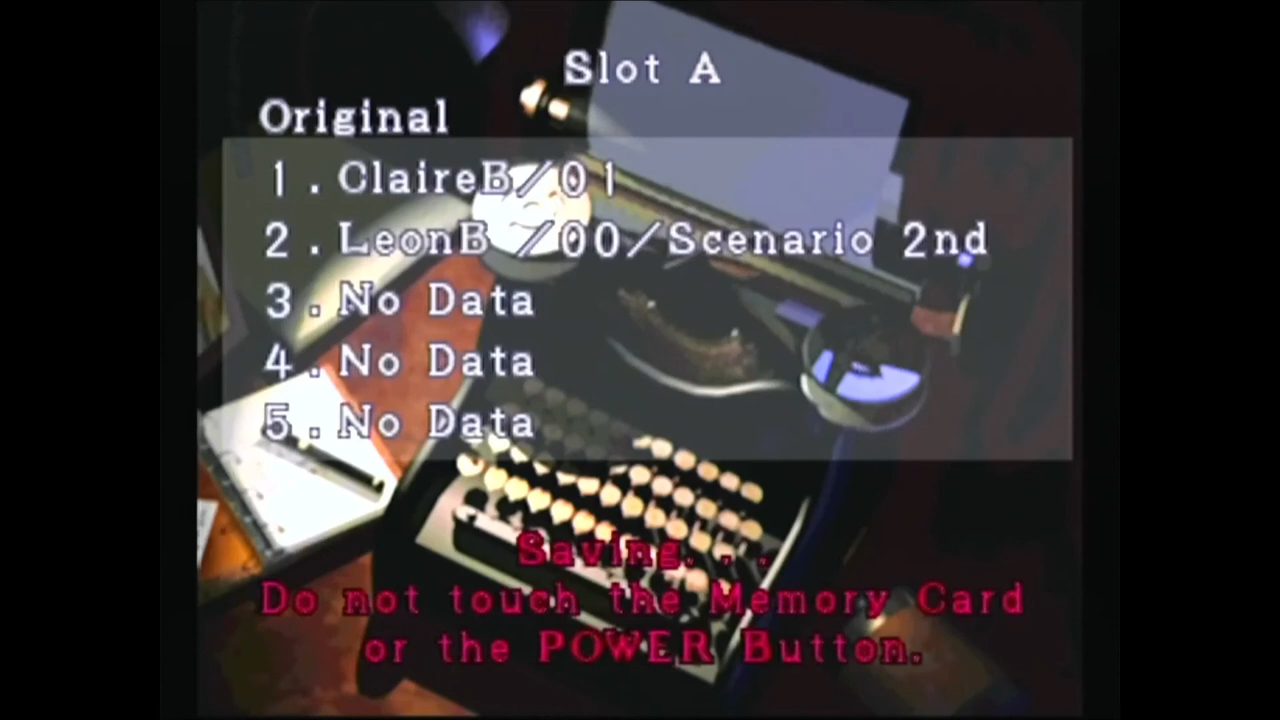 Slot A
Original
1. ClaireB/01
2. LeonB /00/Scenario 2nd
3. No Data
4. No Data
5. No Data
Saving...
Do not touch the Memory Card
or the POWER Button.